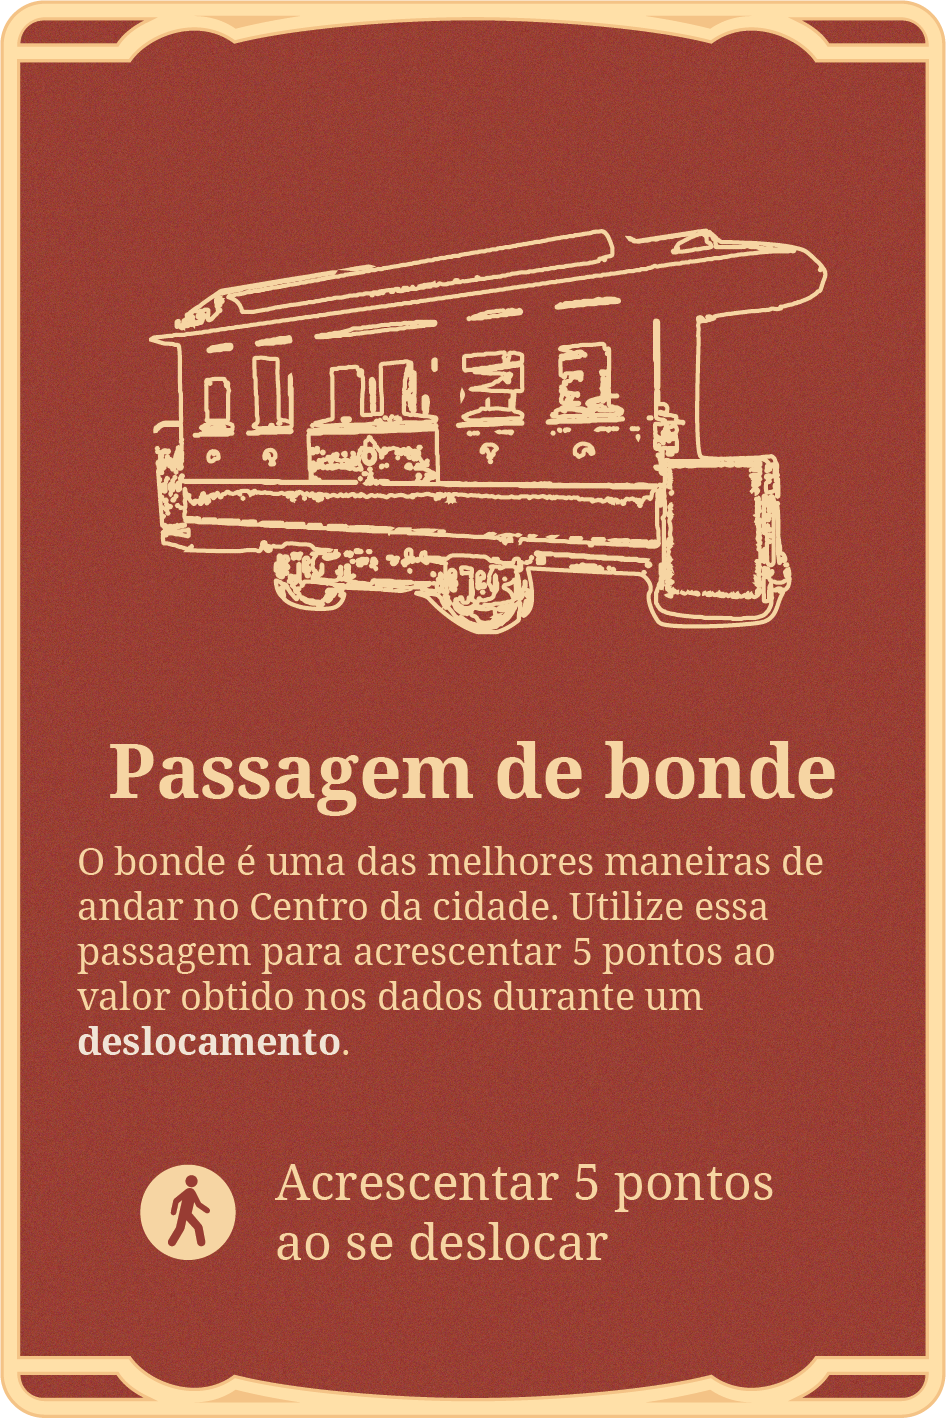 Passagem de bonde
O bonde é uma das melhores maneiras de
andar no Centro da cidade. Utilize essa
passagem para acrescentar 5 pontos ao
valor obtido nos dados durante um
deslocamento.
Acrescentar 5 pontos
ao se deslocar